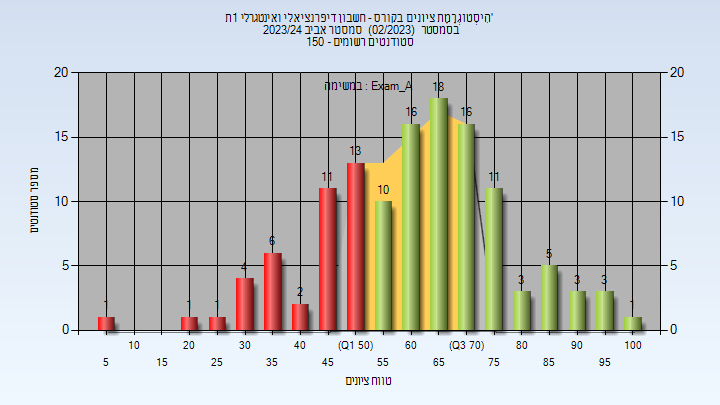 היסטוגרמת ציונים בקורס - חשבון דיפרנציאלי ואינטגרלי 1ת'
בסמסטר (02/2023) סמסטר אביב 2023/24
סטודנטים רשומים - 150
במשימה : Exam_A
מספר סטודנטים
20 15 10 5 0
20 15 10 5 0
1 1 1 4 6 2 11 13 10 16 18 16 11 3 5 3 3 1
10 20 30 40 (Q1 50) 60 (Q3 70) 80 90 100
5 15 25 35 45 55 65 75 85 95
טווח ציונים